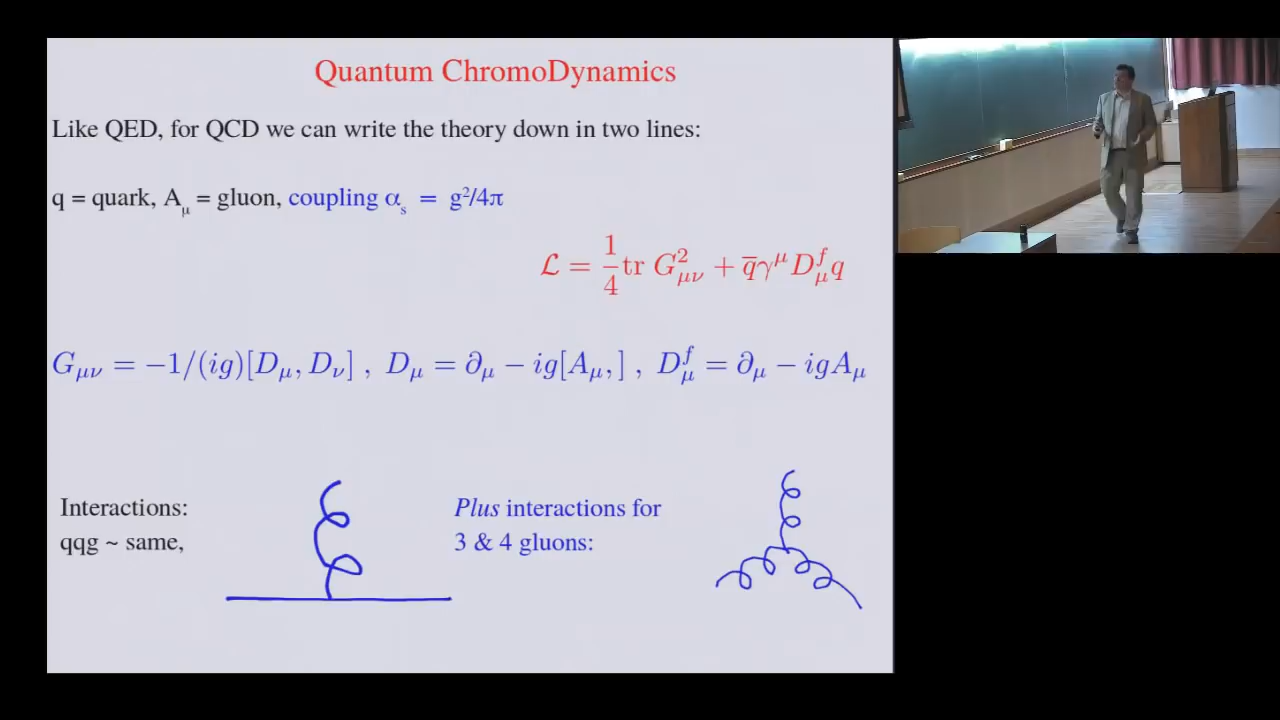 Quantum ChromoDynamics
Like QED, for QCD we can write the theory down in two lines:
q = quark, A_μ = gluon, coupling α_s = g²/4π
ℒ = 1/4 tr G²_μν + q̅γ^μ D^f_μ q
G_μν = −1/(ig)[D_μ, D_ν] , D_μ = ∂_μ − ig[A_μ, ] , D^f_μ = ∂_μ − igA_μ
Interactions:
qqg ~ same,
Plus interactions for
3 & 4 gluons: